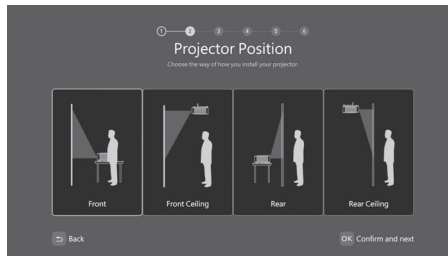 1 2 3 4 5 6
Projector Position
Choose the way of how you install your projector.
Front
Front Ceiling
Rear
Rear Ceiling
Back
OK Confirm and next